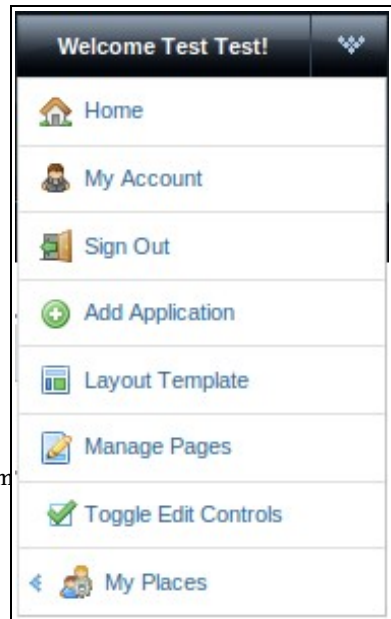 Welcome Test Test!
Home
My Account
Sign Out
Add Application
Layout Template
Manage Pages
m
Toggle Edit Controls
My Places